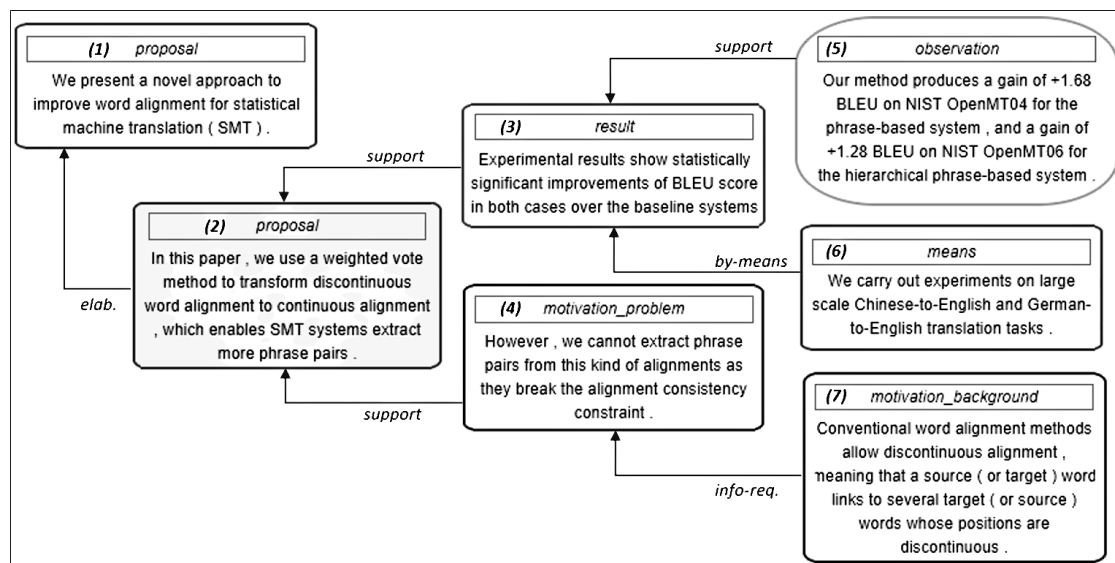 (1) proposal
We present a novel approach to
improve word alignment for statistical
machine translation ( SMT ) .
elab.
(2) proposal
In this paper , we use a weighted vote
method to transform discontinuous
word alignment to continuous alignment
, which enables SMT systems extract
more phrase pairs .
support
support
(3) result
Experimental results show statistically
significant improvements of BLEU score
in both cases over the baseline systems
(4) motivation_problem
However , we cannot extract phrase
pairs from this kind of alignments as
they break the alignment consistency
constraint .
support
by-means
info-req.
(5) observation
Our method produces a gain of +1.68
BLEU on NIST OpenMT04 for the
phrase-based system , and a gain of
+1.28 BLEU on NIST OpenMT06 for
the hierarchical phrase-based system .
(6) means
We carry out experiments on large
scale Chinese-to-English and German-
to-English translation tasks .
(7) motivation_background
Conventional word alignment methods
allow discontinuous alignment ,
meaning that a source ( or target ) word
links to several target ( or source )
words whose positions are
discontinuous .